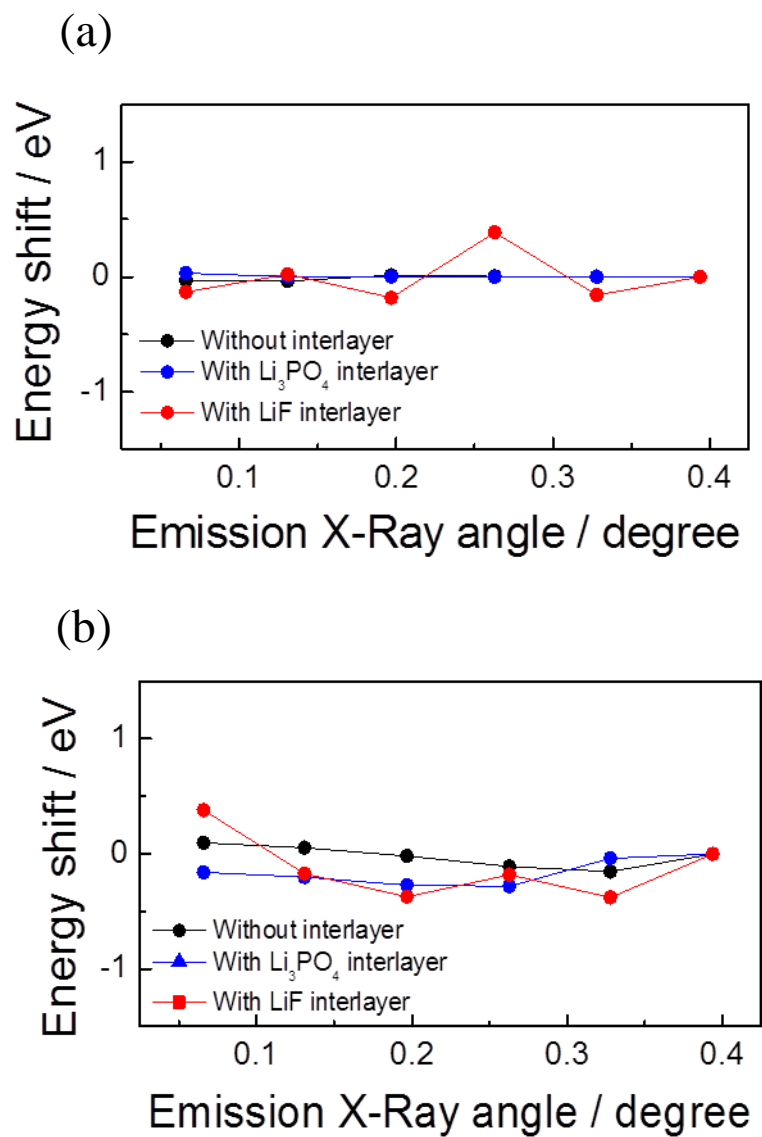 (a)
Energy shift / eV
1
0
-1
Without interlayer
With Li₃PO₄ interlayer
With LiF interlayer
0.1 0.2 0.3 0.4
Emission X-Ray angle / degree
(b)
Energy shift / eV
1
0
-1
Without interlayer
With Li₃PO₄ interlayer
With LiF interlayer
0.1 0.2 0.3 0.4
Emission X-Ray angle / degree